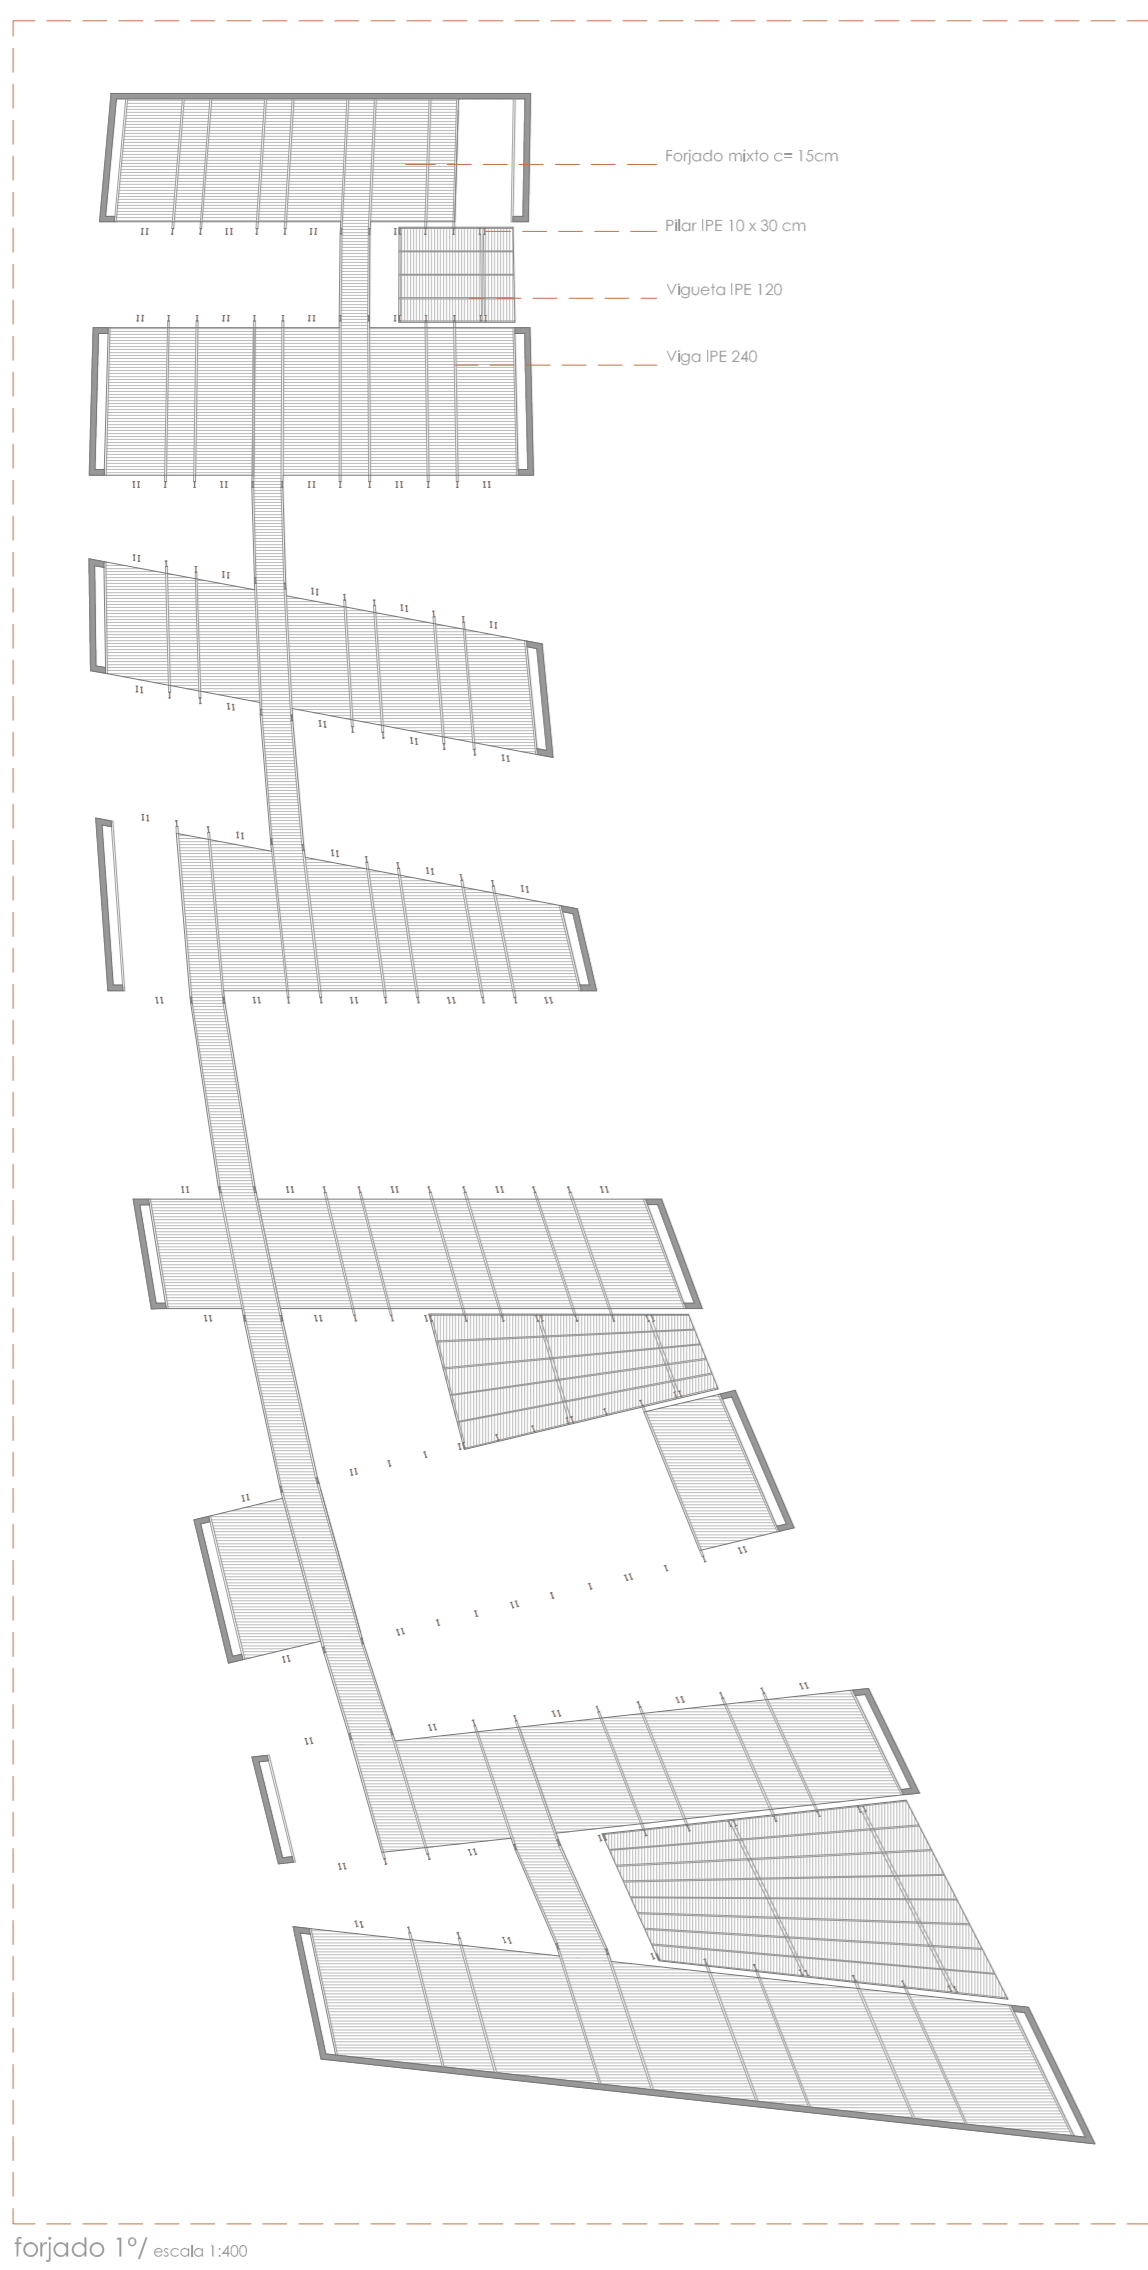 Forjado mixto c= 15cm
Pilar IPE 10 x 30 cm
Vigueta IPE 120
Viga IPE 240
forjado 1º/ escala 1:400